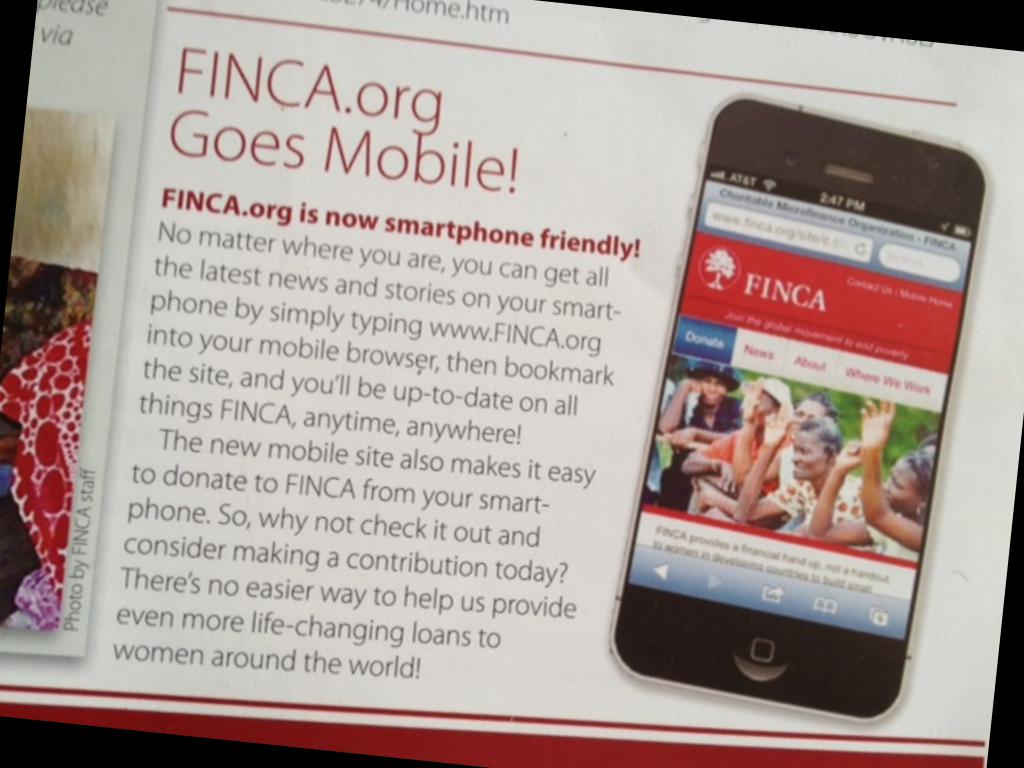 please
via
/Home.htm
FINCA.org
Goes Mobile!
FINCA.org is now smartphone friendly!
No matter where you are, you can get all
the latest news and stories on your smart-
phone by simply typing www.FINCA.org
into your mobile browser, then bookmark
the site, and you'll be up-to-date on all
things FINCA, anytime, anywhere!
The new mobile site also makes it easy
to donate to FINCA from your smart-
phone. So, why not check it out and
consider making a contribution today?
There's no easier way to help us provide
even more life-changing loans to
women around the world!
Photo by FINCA staff
AT&T 2:47 PM
Charitable Microfinance Organization - FINCA
www.finca.org/site/c.6 Search
FINCA
Contact Us | Mobile Home
Join the global movement to end poverty
Donate News About Where We Work
FINCA provides a financial hand up, not a handout,
to women in developing countries to build small